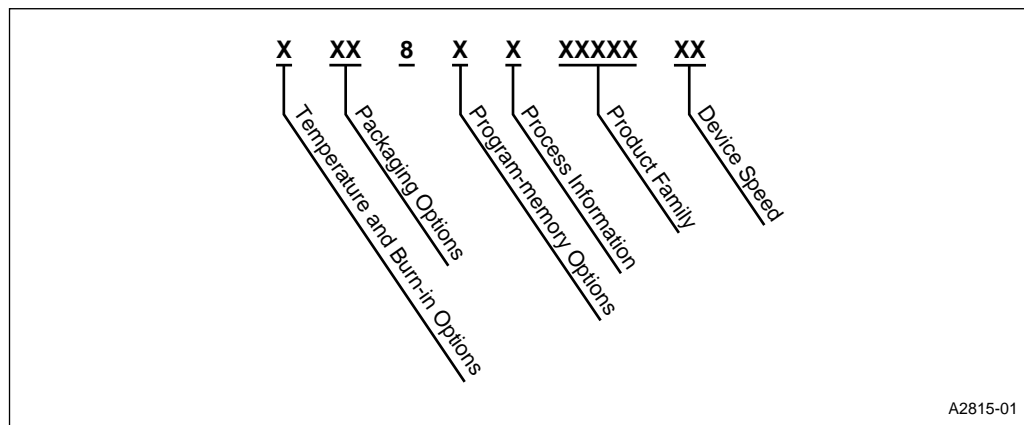 X XX 8 X X XXXXX XX
Temperature and Burn-in Options
Packaging Options
Program-memory Options
Process Information
Product Family
Device Speed
A2815-01